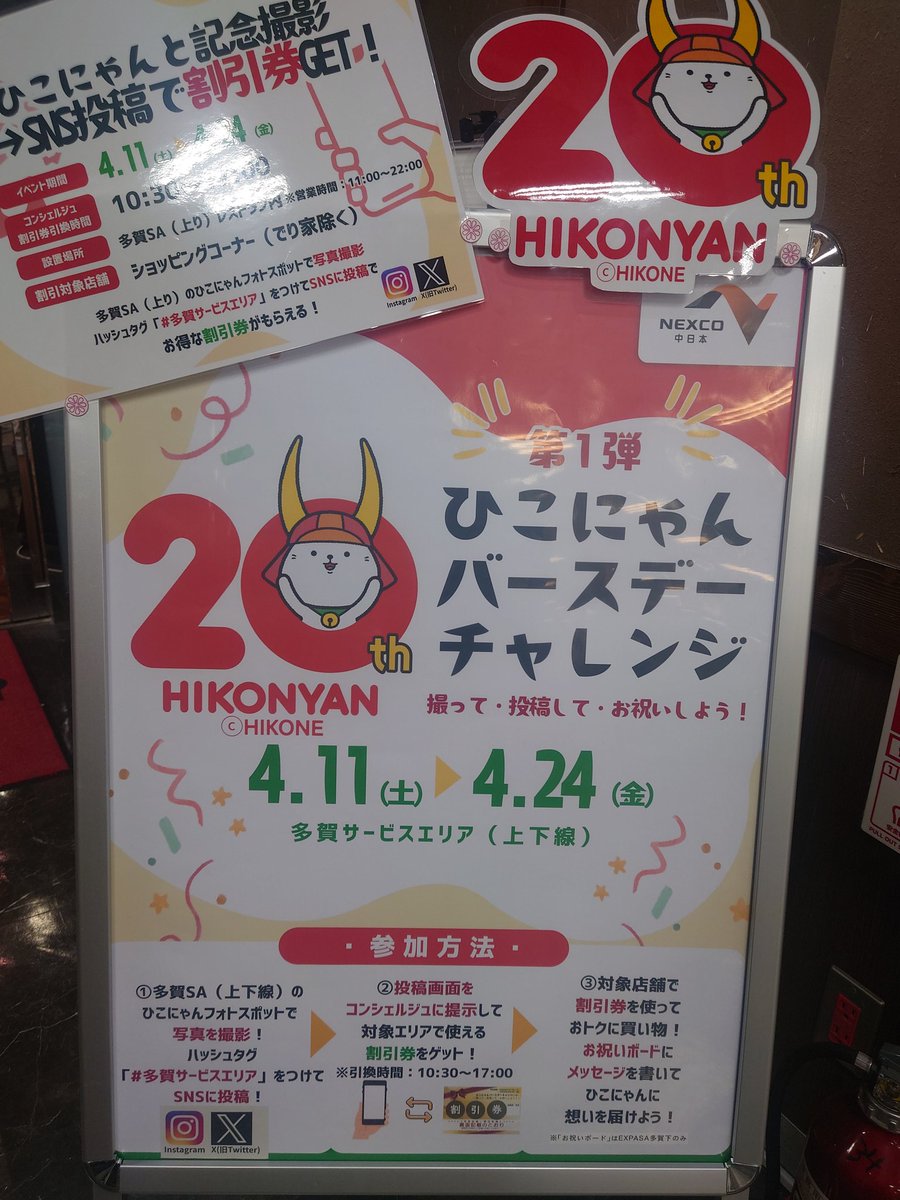 ひこにゃんと記念撮影
→SNS投稿で割引券GET！
イベント期間
4.11(土)
4(金)
コンシェルジュ
割引券引換時間
10:30
設置場所
多賀SA（上り）レストラン内 ※営業時間：11:00～22:00
割引対象店舗
ショッピングコーナー（でり家除く）
多賀SA（上り）のひこにゃんフォトスポットで写真撮影
ハッシュタグ「#多賀サービスエリア」をつけてSNSに投稿で
お得な割引券がもらえる！
Instagram X(旧Twitter)
20th
HIKONYAN
©HIKONE
NEXCO
中日本
第1弾
ひこにゃん
バースデー
チャレンジ
撮って・投稿して・お祝いしよう！
20th
HIKONYAN
©HIKONE
4.11(土) 4.24(金)
多賀サービスエリア（上下線）
・参加方法・
①多賀SA（上下線）の
ひこにゃんフォトスポットで
写真を撮影！
ハッシュタグ
「#多賀サービスエリア」をつけて
SNSに投稿！
Instagram X(旧Twitter)
②投稿画面を
コンシェルジュに提示して
対象エリアで使える
割引券をゲット！
※引換時間：10:30～17:00
割引券
③対象店舗で
割引券を使って
おトクに買い物！
お祝いボードに
メッセージを書いて
ひこにゃんに
想いを届けよう！
※「お祝いボード」はEXPASA多賀下のみ
PULL OUT